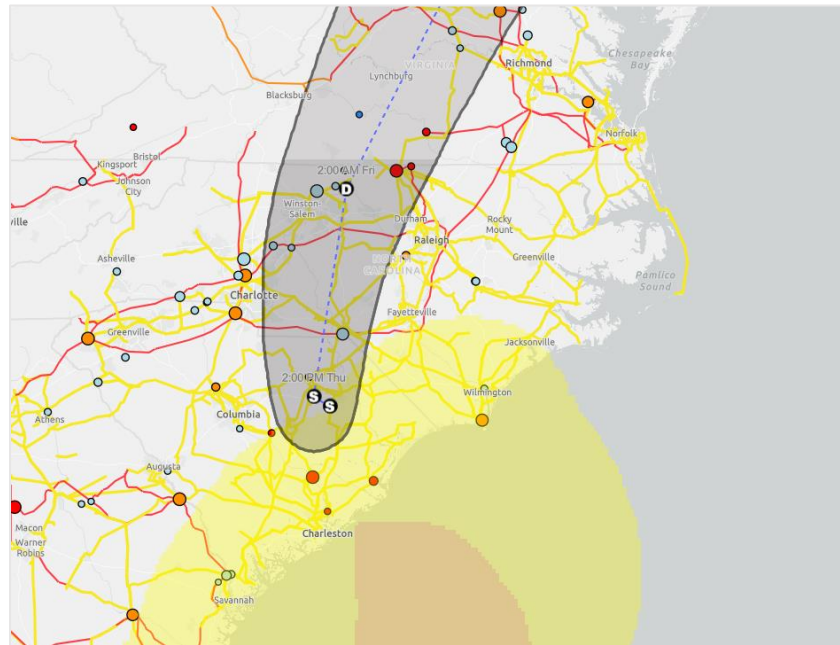 Chesapeake
Bay
Richmond
VIRGINIA
Lynchburg
Blacksburg
Norfolk
Bristol
Kingsport
Johnson
City
2:00 AM Fri
D
Winston-
Salem
ville
Durham
Rocky
Mount
Raleigh
Greenville
Asheville
NORTH
CAROLINA
Pamlico
Sound
Charlotte
Fayetteville
Greenville
Jacksonville
2:00 PM Thu
S
S
Wilmington
Columbia
Athens
Augusta
Macon
Warner
Robins
Charleston
Savannah